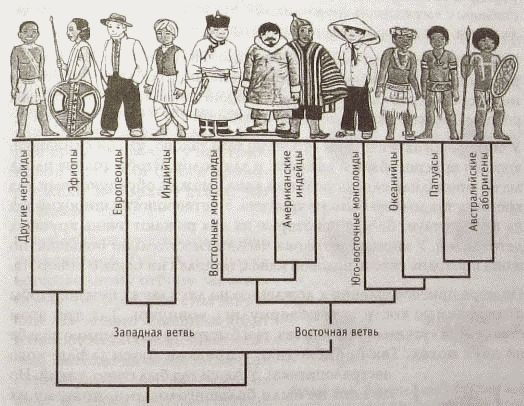 Другие негроиды
Эфиопы
Европеоиды
Индийцы
Восточные монголоиды
Американские
индейцы
Юго-восточные монголоиды
Океанийцы
Папуасы
Австралийские
аборигены
Западная ветвь
Восточная ветвь